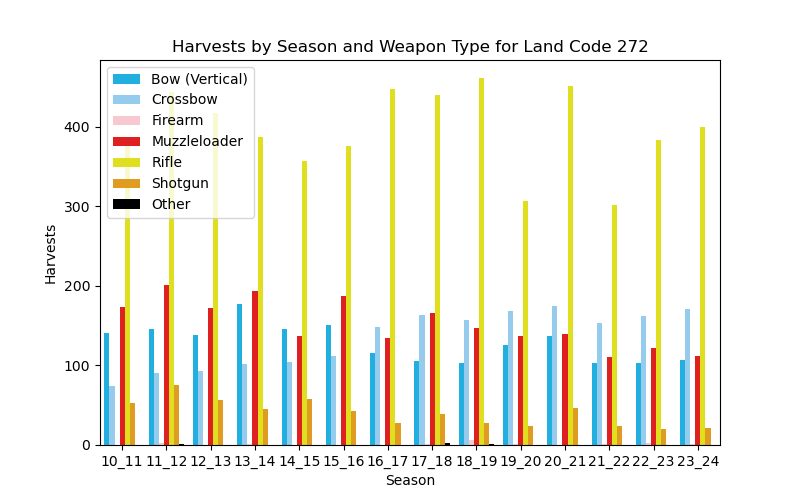 Harvests by Season and Weapon Type for Land Code 272
Bow (Vertical)
Crossbow
Firearm
Muzzleloader
Rifle
Shotgun
Other
Harvests
400
300
200
100
0
10_11 11_12 12_13 13_14 14_15 15_16 16_17 17_18 18_19 19_20 20_21 21_22 22_23 23_24
Season